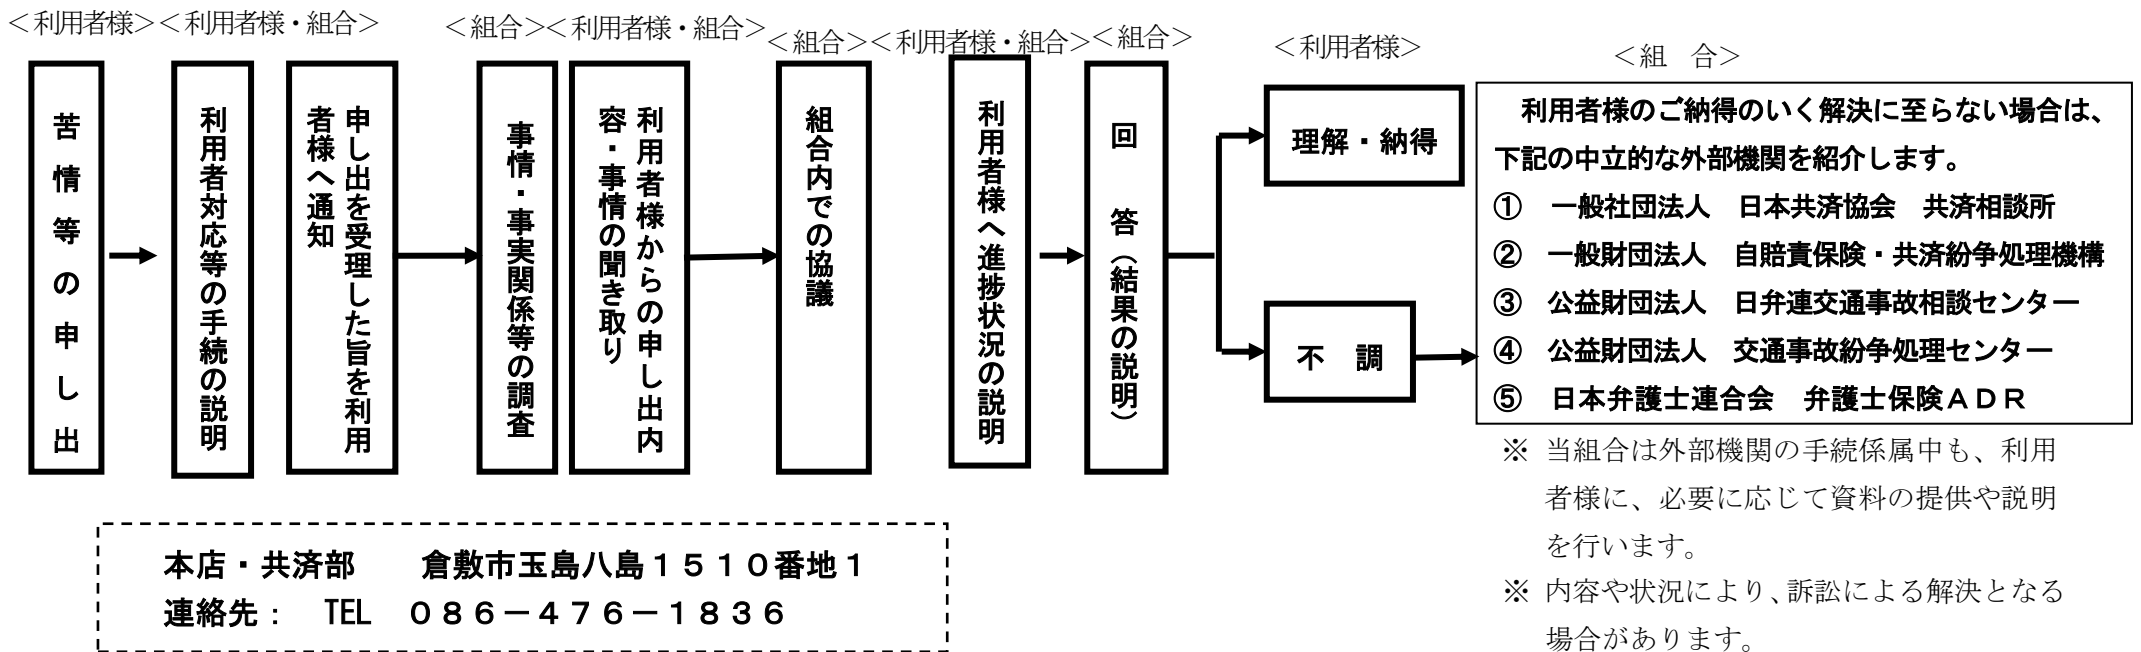 ＜利用者様＞＜利用者様・組合＞
＜組合＞＜利用者様・組合＞
＜組合＞＜利用者様・組合＞＜組合＞
＜利用者様＞
＜組　合＞
苦情等の申し出
利用者対応等の手続の説明
申し出を受理した旨を利用
者様へ通知
事情・事実関係等の調査
利用者様からの申し出内
容・事情の聞き取り
組合内での協議
利用者様へ進捗状況の説明
回　答（結果の説明）
理解・納得
不　調
利用者様のご納得のいく解決に至らない場合は、
下記の中立的な外部機関を紹介します。
①　一般社団法人　日本共済協会　共済相談所
②　一般財団法人　自賠責保険・共済紛争処理機構
③　公益財団法人　日弁連交通事故相談センター
④　公益財団法人　交通事故紛争処理センター
⑤　日本弁護士連合会　弁護士保険ＡＤＲ
※ 当組合は外部機関の手続係属中も、利用
者様に、必要に応じて資料の提供や説明
を行います。
※ 内容や状況により、訴訟による解決となる
場合があります。
本店・共済部　　倉敷市玉島八島１５１０番地１
連絡先：　TEL　０８６－４７６－１８３６